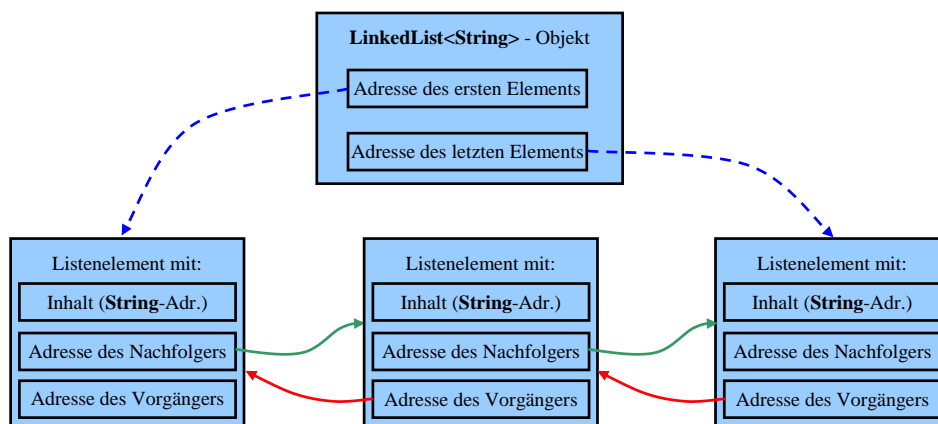 LinkedList<String> - Objekt
Adresse des ersten Elements
Adresse des letzten Elements
Listenelement mit:
Inhalt (String-Adr.)
Adresse des Nachfolgers
Adresse des Vorgängers
Listenelement mit:
Inhalt (String-Adr.)
Adresse des Nachfolgers
Adresse des Vorgängers
Listenelement mit:
Inhalt (String-Adr.)
Adresse des Nachfolgers
Adresse des Vorgängers